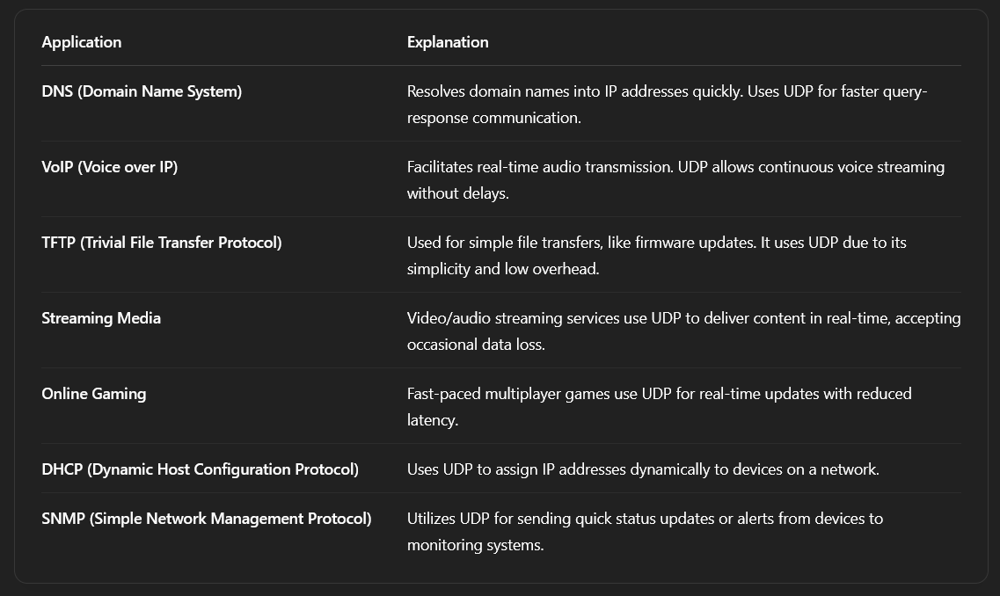 Application Explanation
DNS (Domain Name System) Resolves domain names into IP addresses quickly. Uses UDP for faster query-
response communication.
VoIP (Voice over IP) Facilitates real-time audio transmission. UDP allows continuous voice streaming
without delays.
TFTP (Trivial File Transfer Protocol) Used for simple file transfers, like firmware updates. It uses UDP due to its
simplicity and low overhead.
Streaming Media Video/audio streaming services use UDP to deliver content in real-time, accepting
occasional data loss.
Online Gaming Fast-paced multiplayer games use UDP for real-time updates with reduced
latency.
DHCP (Dynamic Host Configuration Protocol) Uses UDP to assign IP addresses dynamically to devices on a network.
SNMP (Simple Network Management Protocol) Utilizes UDP for sending quick status updates or alerts from devices to
monitoring systems.